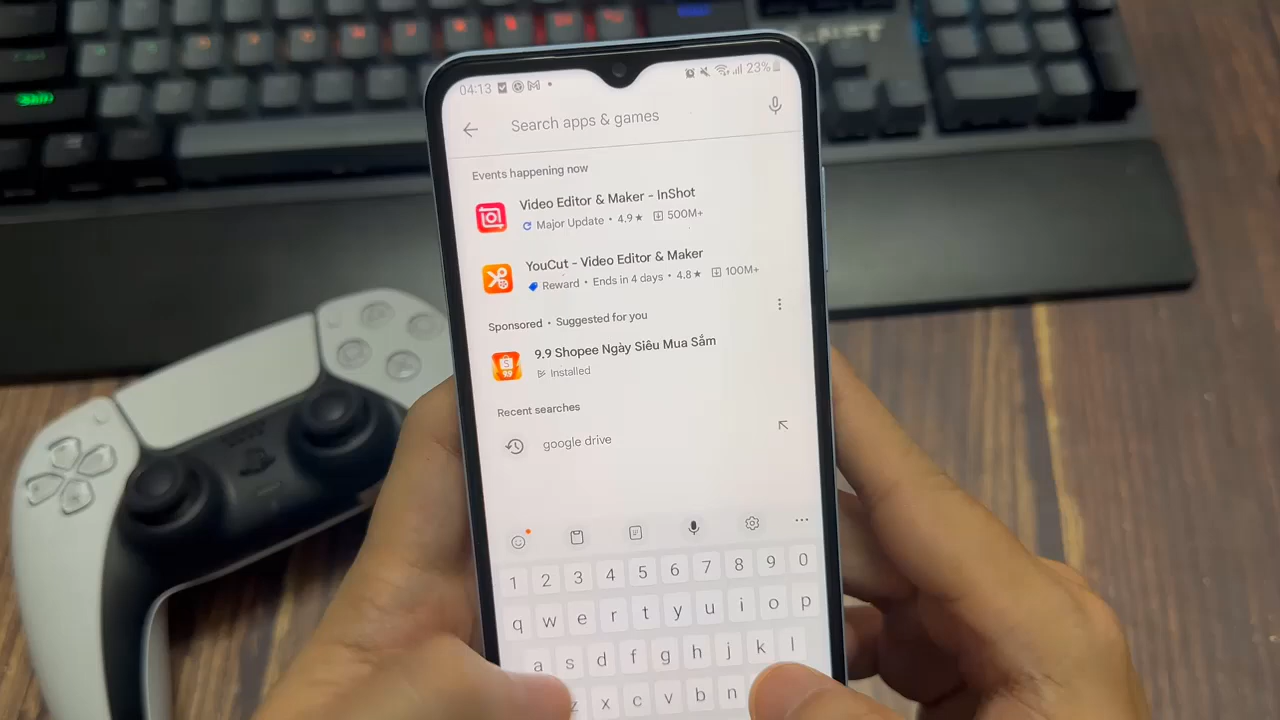 04:13
23%
Search apps & games
Events happening now
Video Editor & Maker - InShot
Major Update • 4.9★ 500M+
YouCut - Video Editor & Maker
Reward • Ends in 4 days • 4.8★ 100M+
Sponsored • Suggested for you
9.9 Shopee Ngày Siêu Mua Sắm
Installed
Recent searches
google drive
1 2 3 4 5 6 7 8 9 0
q w e r t y u i o p
a s d f g h j k l
z x c v b n